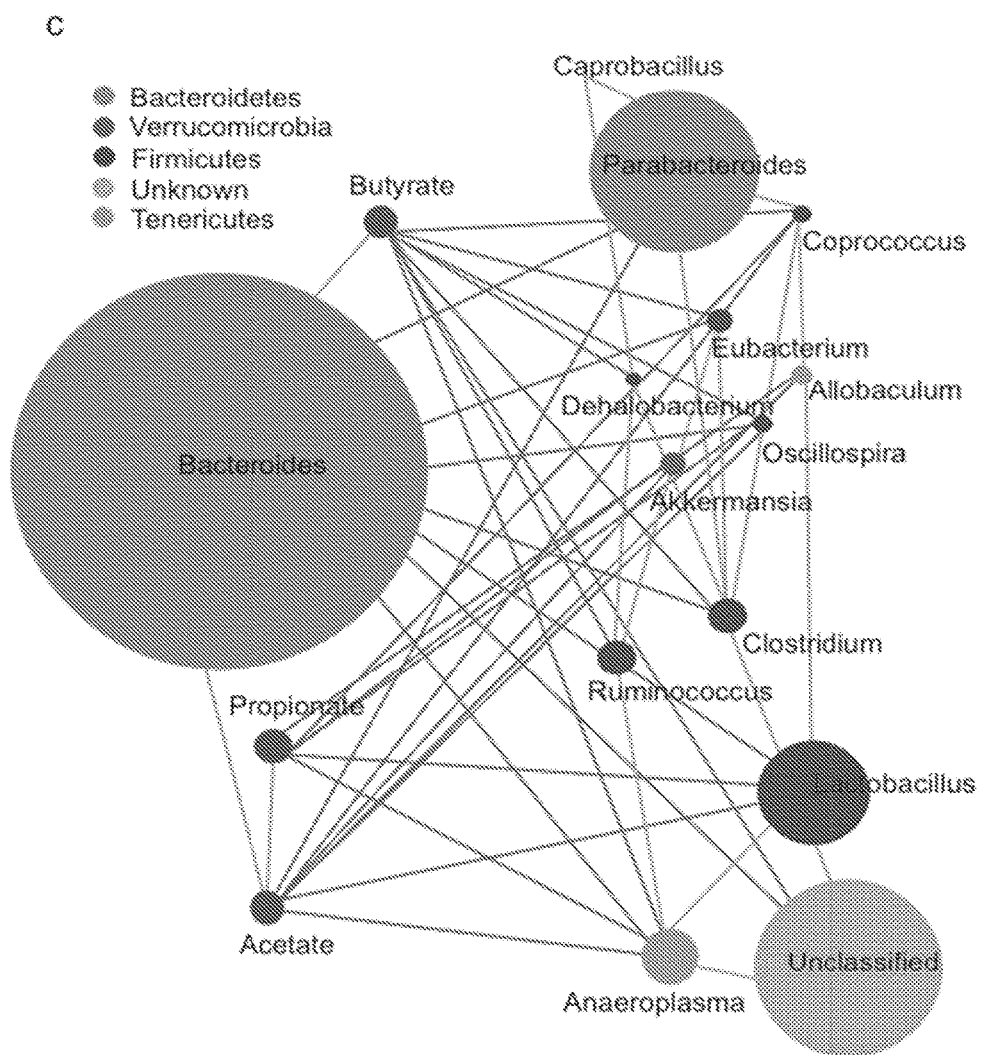 c
Caprobacillus
Bacteroidetes
Verrucomicrobia
Firmicutes
Unknown
Tenericutes
Parabacteroides
Butyrate
Coprococcus
Eubacterium
Allobaculum
Dehalobacterium
Oscillospira
Bacteroides
Akkermansia
Clostridium
Ruminococcus
Propionate
Lactobacillus
Acetate
Unclassified
Anaeroplasma